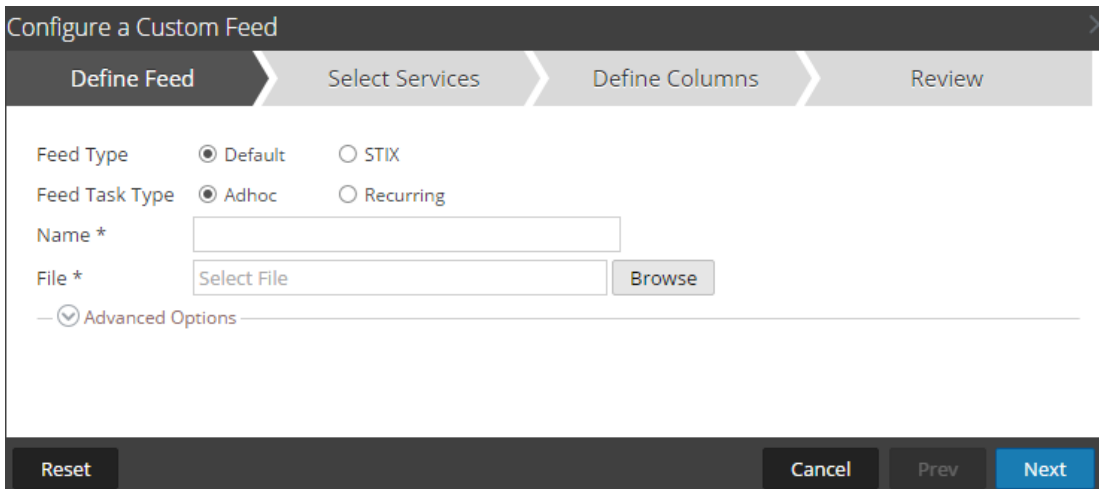 Configure a Custom Feed
Define Feed Select Services Define Columns Review
Feed Type Default STIX
Feed Task Type Adhoc Recurring
Name *
File * Select File Browse
Advanced Options
Reset Cancel Prev Next